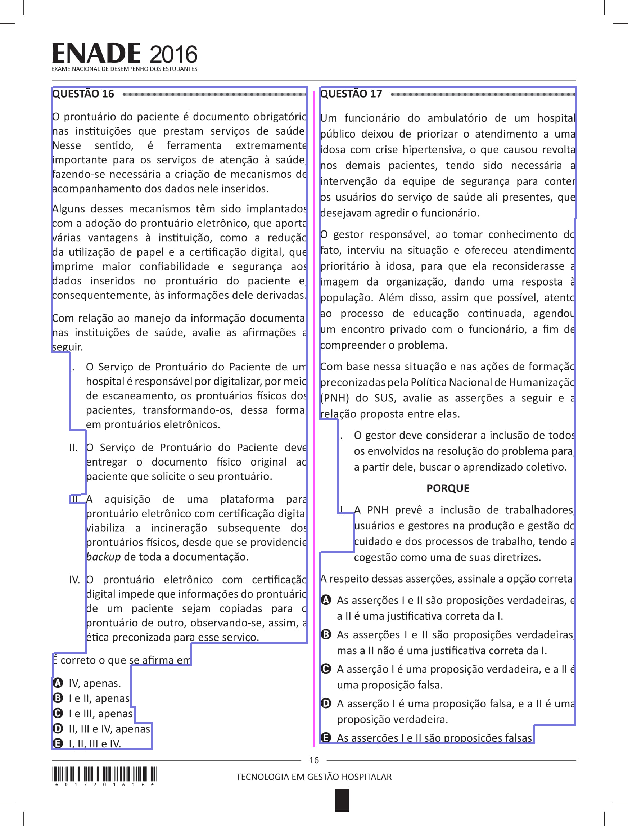 ENADE 2016
EXAME NACIONAL DE DESEMPENHO DOS ESTUDANTES
QUESTÃO 16
O prontuário do paciente é documento obrigatório
nas instituições que prestam serviços de saúde
Nesse sentido, é ferramenta extremamente
importante para os serviços de atenção à saúde
fazendo-se necessária a criação de mecanismos de
acompanhamento dos dados nele inseridos.
Alguns desses mecanismos têm sido implantados
com a adoção do prontuário eletrônico, que aporta
várias vantagens à instituição, como a redução
da utilização de papel e a certificação digital, que
imprime maior confiabilidade e segurança aos
dados inseridos no prontuário do paciente e
consequentemente, às informações dele derivadas.
Com relação ao manejo da informação documental
nas instituições de saúde, avalie as afirmações a
seguir.
I. O Serviço de Prontuário do Paciente de um
hospital é responsável por digitalizar, por meio
de escaneamento, os prontuários físicos dos
pacientes, transformando-os, dessa forma
em prontuários eletrônicos.
II. O Serviço de Prontuário do Paciente deve
entregar o documento físico original ao
paciente que solicite o seu prontuário.
III. A aquisição de uma plataforma para
prontuário eletrônico com certificação digital
viabiliza a incineração subsequente dos
prontuários físicos, desde que se providencie
backup de toda a documentação.
IV. O prontuário eletrônico com certificação
digital impede que informações do prontuário
de um paciente sejam copiadas para o
prontuário de outro, observando-se, assim, a
ética preconizada para esse serviço.
É correto o que se afirma em
A IV, apenas.
B I e II, apenas
C I e III, apenas
D II, III e IV, apenas
E I, II, III e IV.
QUESTÃO 17
Um funcionário do ambulatório de um hospital
público deixou de priorizar o atendimento a uma
idosa com crise hipertensiva, o que causou revolta
nos demais pacientes, tendo sido necessária a
intervenção da equipe de segurança para conter
os usuários do serviço de saúde ali presentes, que
desejavam agredir o funcionário.
O gestor responsável, ao tomar conhecimento do
fato, interviu na situação e ofereceu atendimento
prioritário à idosa, para que ela reconsiderasse a
imagem da organização, dando uma resposta à
população. Além disso, assim que possível, atento
ao processo de educação continuada, agendou
um encontro privado com o funcionário, a fim de
compreender o problema.
Com base nessa situação e nas ações de formação
preconizadas pela Política Nacional de Humanização
(PNH) do SUS, avalie as asserções a seguir e a
relação proposta entre elas.
I. O gestor deve considerar a inclusão de todos
os envolvidos na resolução do problema para
a partir dele, buscar o aprendizado coletivo.
PORQUE
II. A PNH prevê a inclusão de trabalhadores
usuários e gestores na produção e gestão do
cuidado e dos processos de trabalho, tendo a
cogestão como uma de suas diretrizes.
A respeito dessas asserções, assinale a opção correta
A As asserções I e II são proposições verdadeiras, e
a II é uma justificativa correta da I.
B As asserções I e II são proposições verdadeiras
mas a II não é uma justificativa correta da I.
C A asserção I é uma proposição verdadeira, e a II é
uma proposição falsa.
D A asserção I é uma proposição falsa, e a II é uma
proposição verdadeira.
E As asserções I e II são proposições falsas
16
TECNOLOGIA EM GESTÃO HOSPITALAR